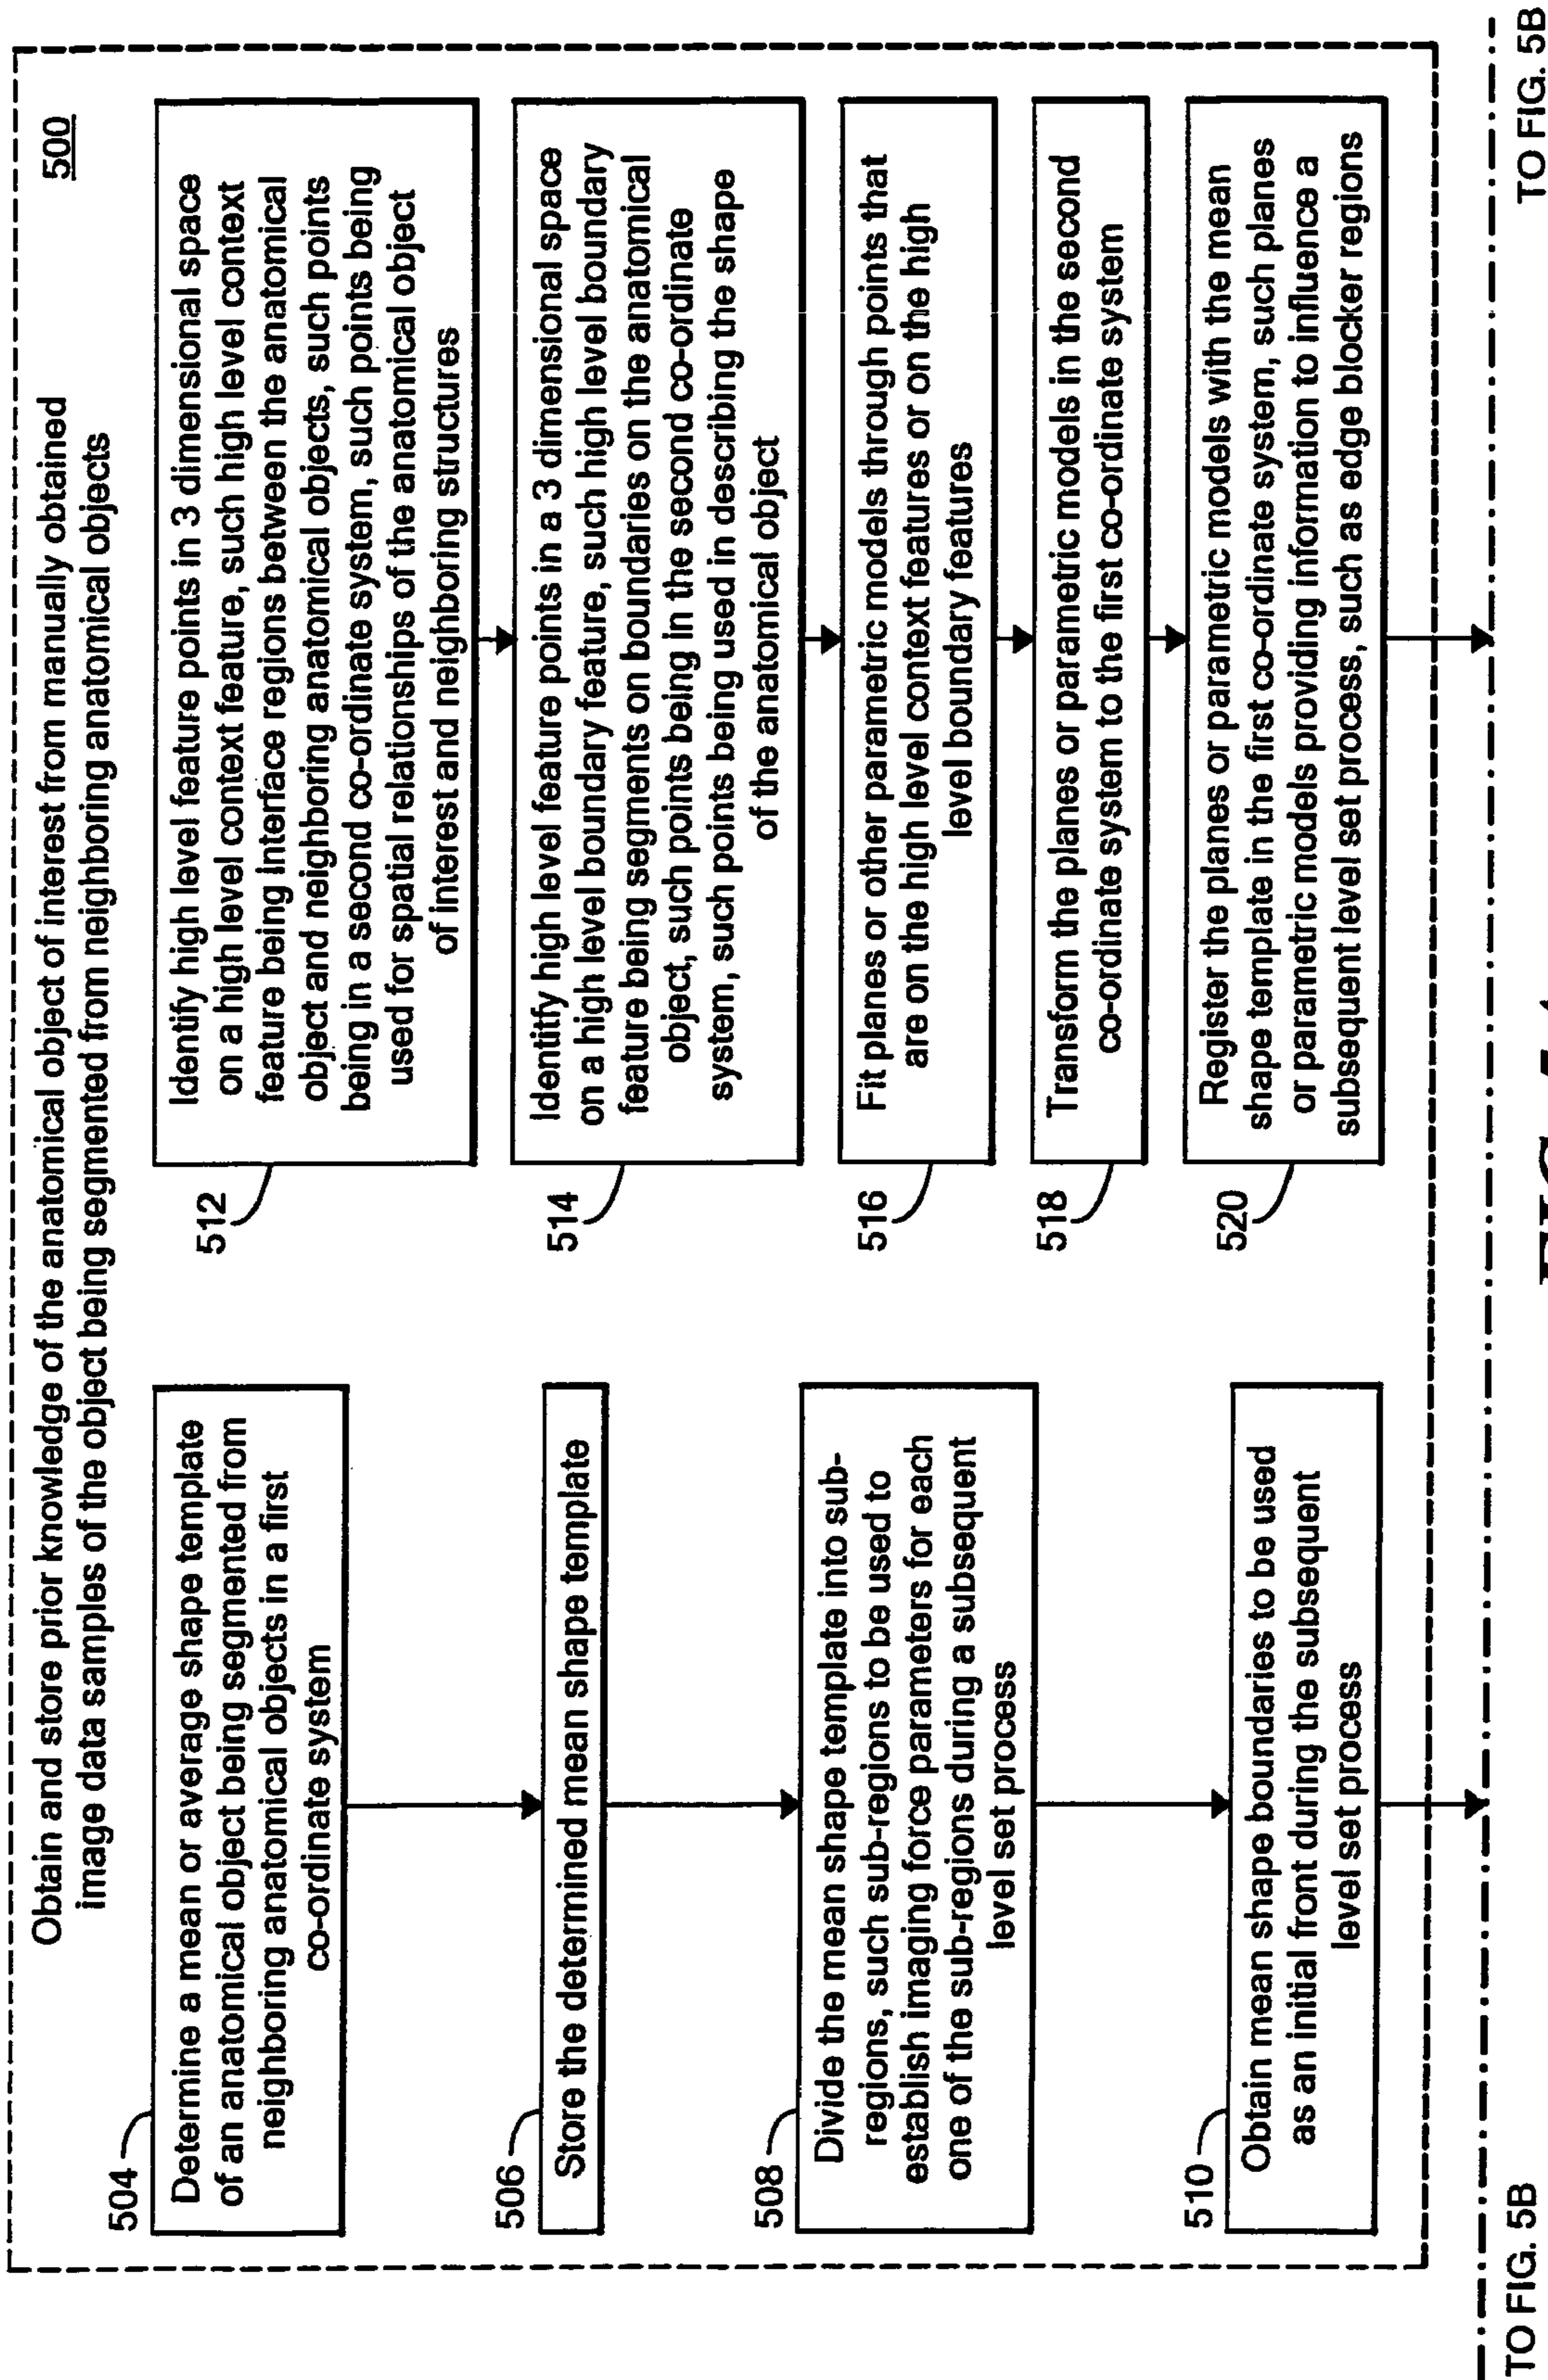 Obtain and store prior knowledge of the anatomical object of interest from manually obtained
image data samples of the object being segmented from neighboring anatomical objects
500
504
Determine a mean or average shape template
of an anatomical object being segmented from
neighboring anatomical objects in a first
co-ordinate system
506
Store the determined mean shape template
508
Divide the mean shape template into sub-
regions, such sub-regions to be used to
establish imaging force parameters for each
one of the sub-regions during a subsequent
level set process
510
Obtain mean shape boundaries to be used
as an initial front during the subsequent
level set process
512
Identify high level feature points in 3 dimensional space
on a high level context feature, such high level context
feature being interface regions between the anatomical
object and neighboring anatomical objects, such points
being in a second co-ordinate system, such points being
used for spatial relationships of the anatomical object
of interest and neighboring structures
514
Identitfy high level feature points in a 3 dimensional space
on a high level boundary feature, such high level boundary
feature being segments on boundaries on the anatomical
object, such points being in the second co-ordinate
system, such points being used in describing the shape
of the anatomical object
516
Fit planes or other parametric models through points that
are on the high level context features or on the high
level boundary features
518
Transform the planes or parametric models in the second
co-ordinate system to the first co-ordinate system
520
Register the planes or parametric models with the mean
shape template in the first co-ordinate system, such planes
or parametric models providing information to influence a
subsequent level set process, such as edge blocker regions
TO FIG. 5B
TO FIG. 5B